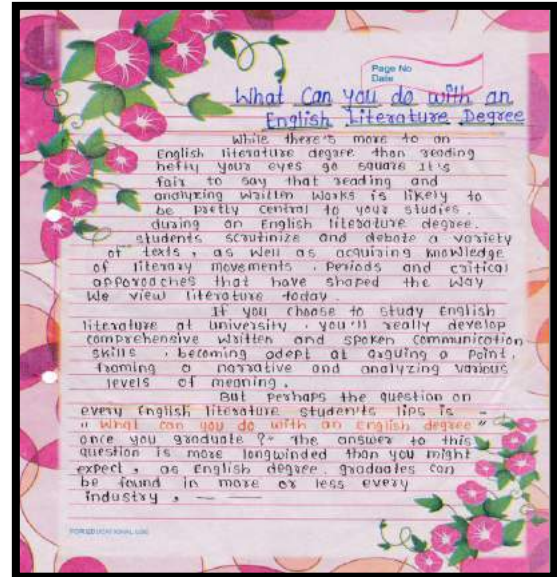 Page No
Date
What Can you do with an
English Literature Degree
While there's more to an
English literature degree than reading
hefty your eyes go square It's
fair to say that reading and
analyzing written works is likely to
be pretty central to your studies.
during an English literature degree.
students scrutinize and debate a variety
of texts, as well as acquiring knowledge
of literary movements. Periods and critical
approaches that have shaped the way
We view literature today.
If you choose to study English
literature at university. you'll really develop
comprehensive written and spoken communication
skills. becoming adept at arguing a point.
framing a narrative and analyzing various
levels of meaning.
But perhaps the question on
every English literature student's lips is -
"What can you do with an English degree"
once you graduate?- The answer to this
question is more longwinded than you might
expect, as English degree. graduates can
be found in more or less every
industry, — —
FOR EDUCATIONAL USE